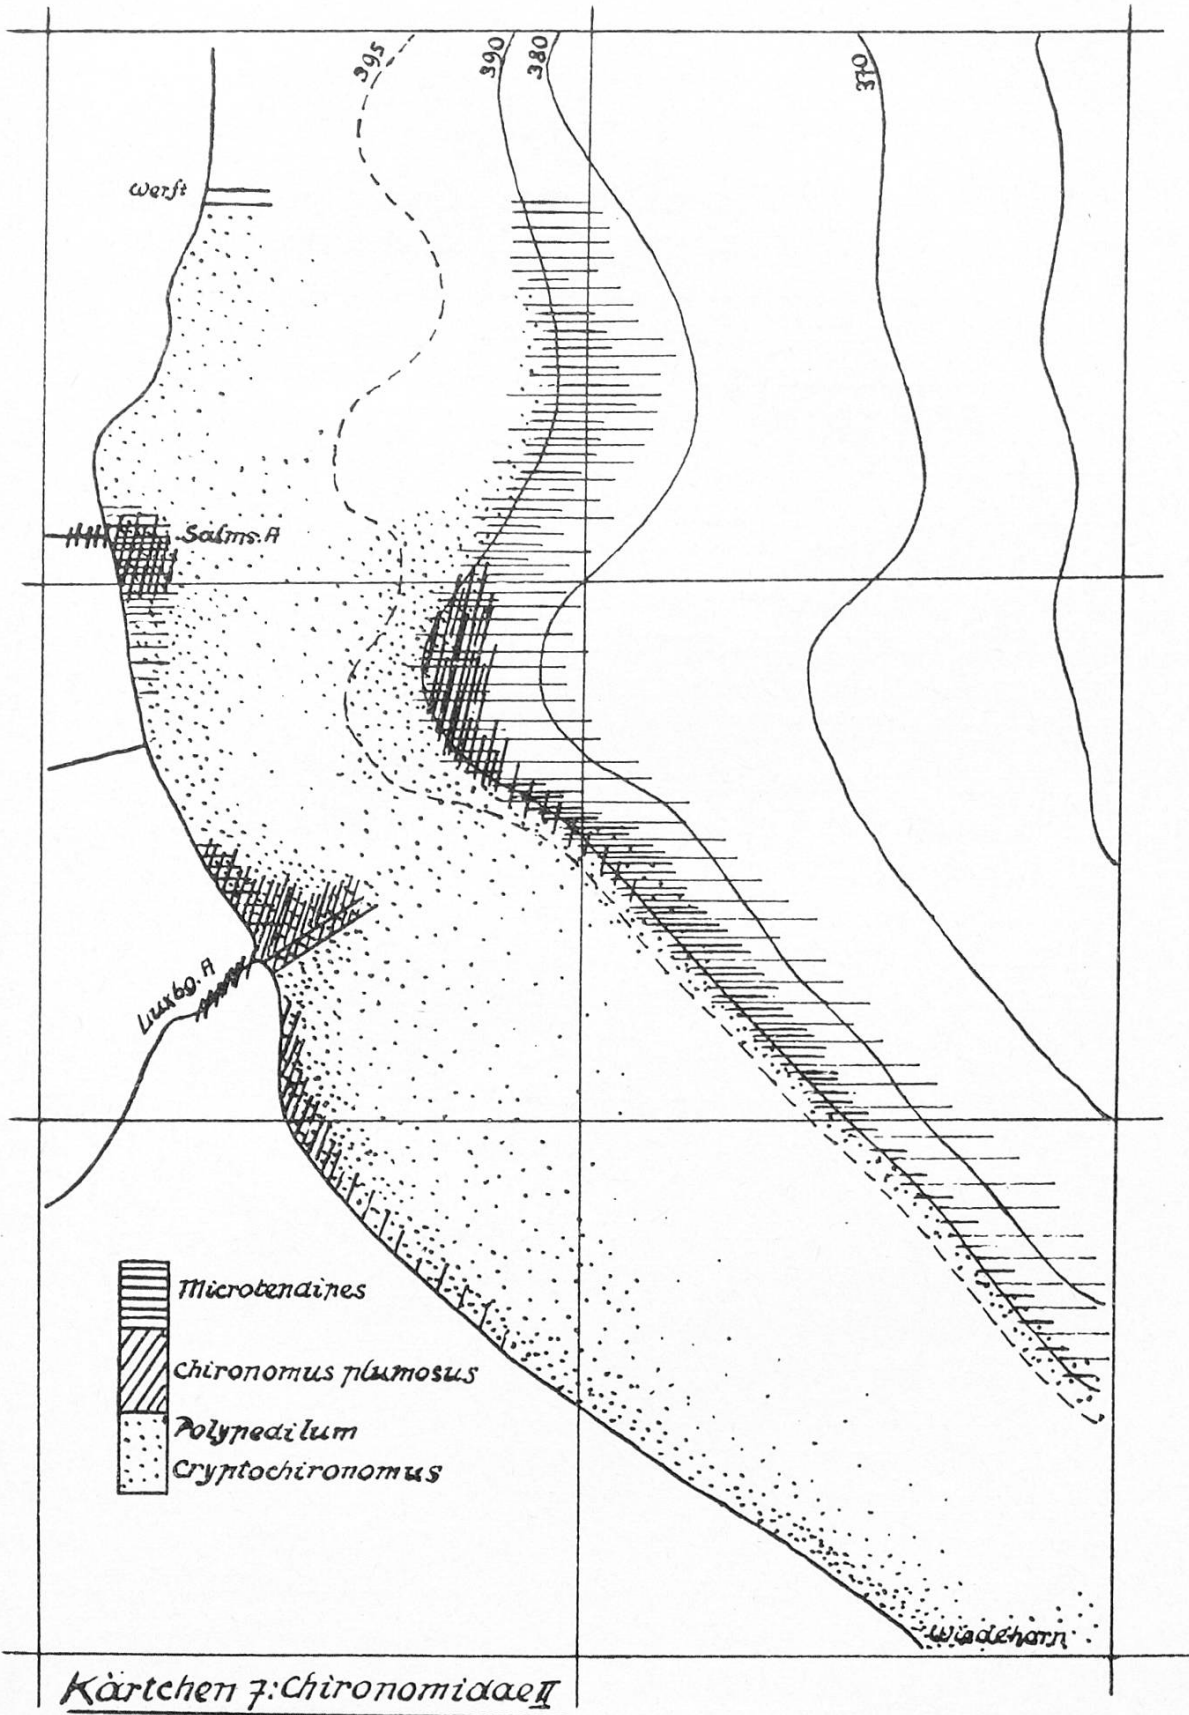 395
390
380
370
Werft
Salms. A
Luxbg. A
Microtendipes
Chironomus plumosus
Polypedilum
Cryptochironomus
Wiedehorn
Kärtchen 7: Chironomidae II